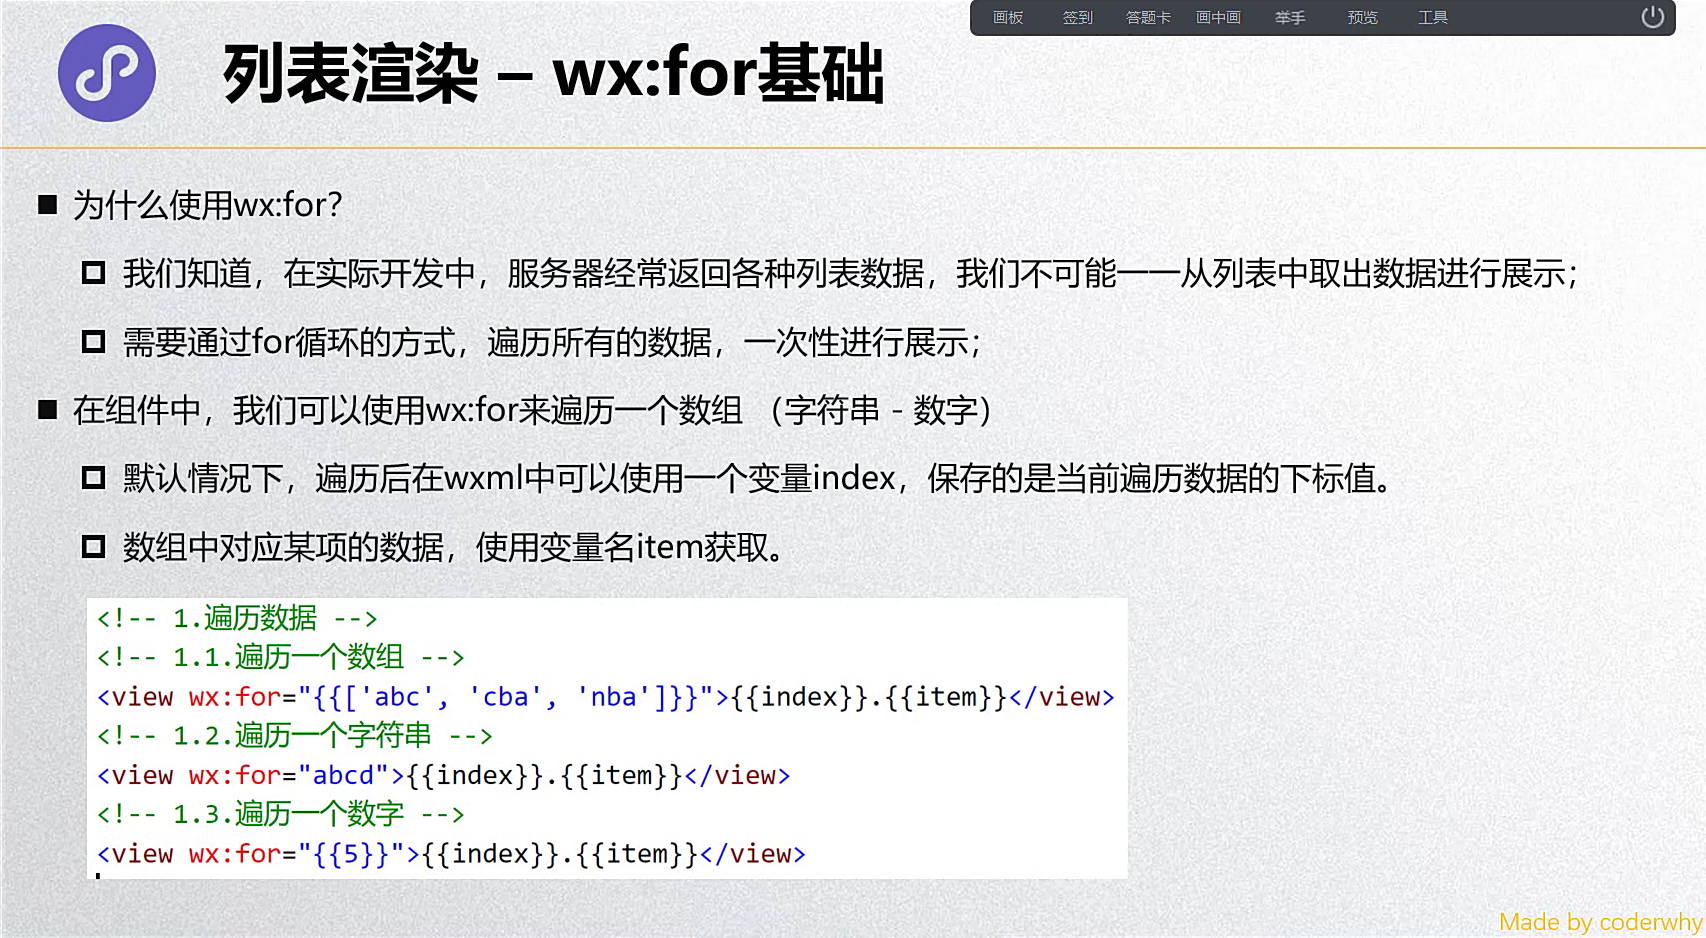 画板 签到 答题卡 画中画 举手 预览 工具
列表渲染 – wx:for基础
为什么使用wx:for？
我们知道，在实际开发中，服务器经常返回各种列表数据，我们不可能一一从列表中取出数据进行展示；
需要通过for循环的方式，遍历所有的数据，一次性进行展示；
在组件中，我们可以使用wx:for来遍历一个数组 （字符串 - 数字）
默认情况下，遍历后在wxml中可以使用一个变量index，保存的是当前遍历数据的下标值。
数组中对应某项的数据，使用变量名item获取。
<!-- 1.遍历数据 -->
<!-- 1.1.遍历一个数组 -->
<view wx:for="{{['abc', 'cba', 'nba']}}">{{index}}.{{item}}</view>
<!-- 1.2.遍历一个字符串 -->
<view wx:for="abcd">{{index}}.{{item}}</view>
<!-- 1.3.遍历一个数字 -->
<view wx:for="{{5}}">{{index}}.{{item}}</view>
Made by coderwhy